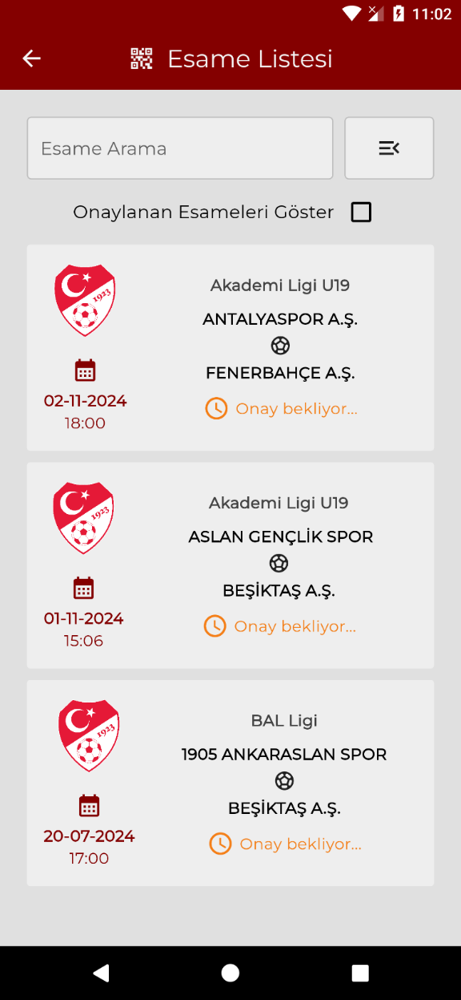 11:02
Esame Listesi
Esame Arama
Onaylanan Esameleri Göster
1923
Akademi Ligi U19
ANTALYASPOR A.Ş.
FENERBAHÇE A.Ş.
02-11-2024
18:00
Onay bekliyor...
1923
Akademi Ligi U19
ASLAN GENÇLİK SPOR
BEŞİKTAŞ A.Ş.
01-11-2024
15:06
Onay bekliyor...
1923
BAL Ligi
1905 ANKARASLAN SPOR
BEŞİKTAŞ A.Ş.
20-07-2024
17:00
Onay bekliyor...